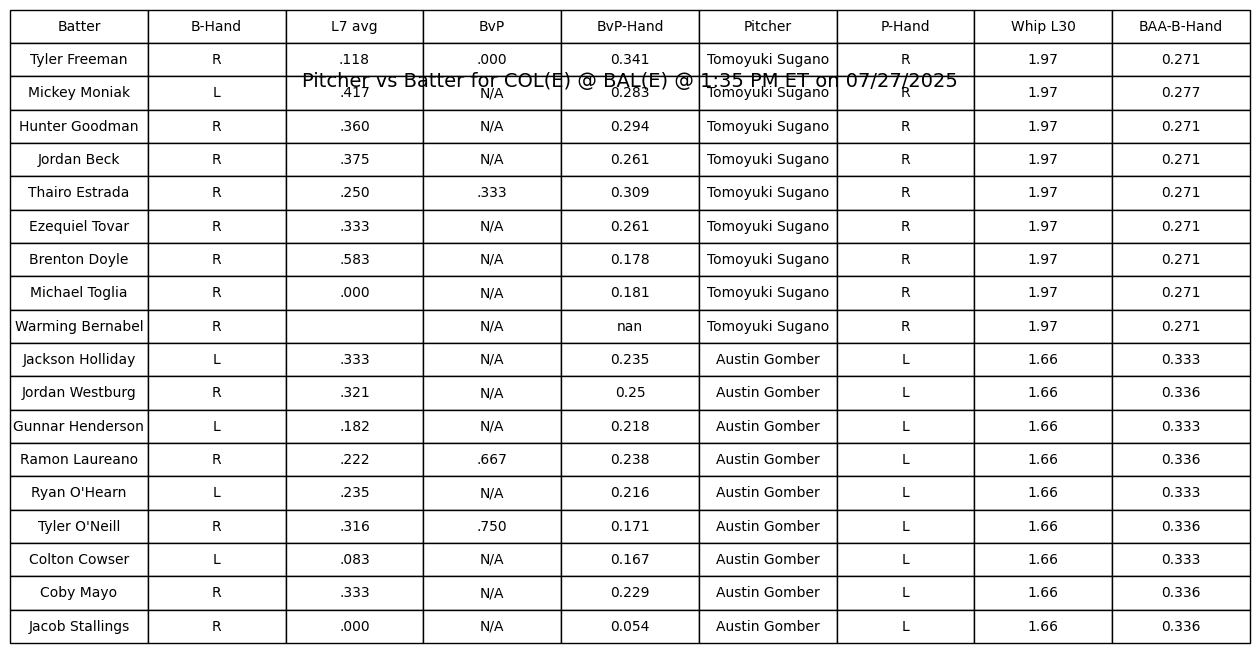 Batter B-Hand L7 avg BvP BvP-Hand Pitcher P-Hand Whip L30 BAA-B-Hand
Tyler Freeman R .118 .000 0.341 Tomoyuki Sugano R 1.97 0.271
Pitcher vs Batter for COL(E) @ BAL(E) @ 1:35 PM ET on 07/27/2025
Mickey Moniak L .417 N/A 0.283 Tomoyuki Sugano R 1.97 0.277
Hunter Goodman R .360 N/A 0.294 Tomoyuki Sugano R 1.97 0.271
Jordan Beck R .375 N/A 0.261 Tomoyuki Sugano R 1.97 0.271
Thairo Estrada R .250 .333 0.309 Tomoyuki Sugano R 1.97 0.271
Ezequiel Tovar R .333 N/A 0.261 Tomoyuki Sugano R 1.97 0.271
Brenton Doyle R .583 N/A 0.178 Tomoyuki Sugano R 1.97 0.271
Michael Toglia R .000 N/A 0.181 Tomoyuki Sugano R 1.97 0.271
Warming Bernabel R N/A nan Tomoyuki Sugano R 1.97 0.271
Jackson Holliday L .333 N/A 0.235 Austin Gomber L 1.66 0.333
Jordan Westburg R .321 N/A 0.25 Austin Gomber L 1.66 0.336
Gunnar Henderson L .182 N/A 0.218 Austin Gomber L 1.66 0.333
Ramon Laureano R .222 .667 0.238 Austin Gomber L 1.66 0.336
Ryan O'Hearn L .235 N/A 0.216 Austin Gomber L 1.66 0.333
Tyler O'Neill R .316 .750 0.171 Austin Gomber L 1.66 0.336
Colton Cowser L .083 N/A 0.167 Austin Gomber L 1.66 0.333
Coby Mayo R .333 N/A 0.229 Austin Gomber L 1.66 0.336
Jacob Stallings R .000 N/A 0.054 Austin Gomber L 1.66 0.336